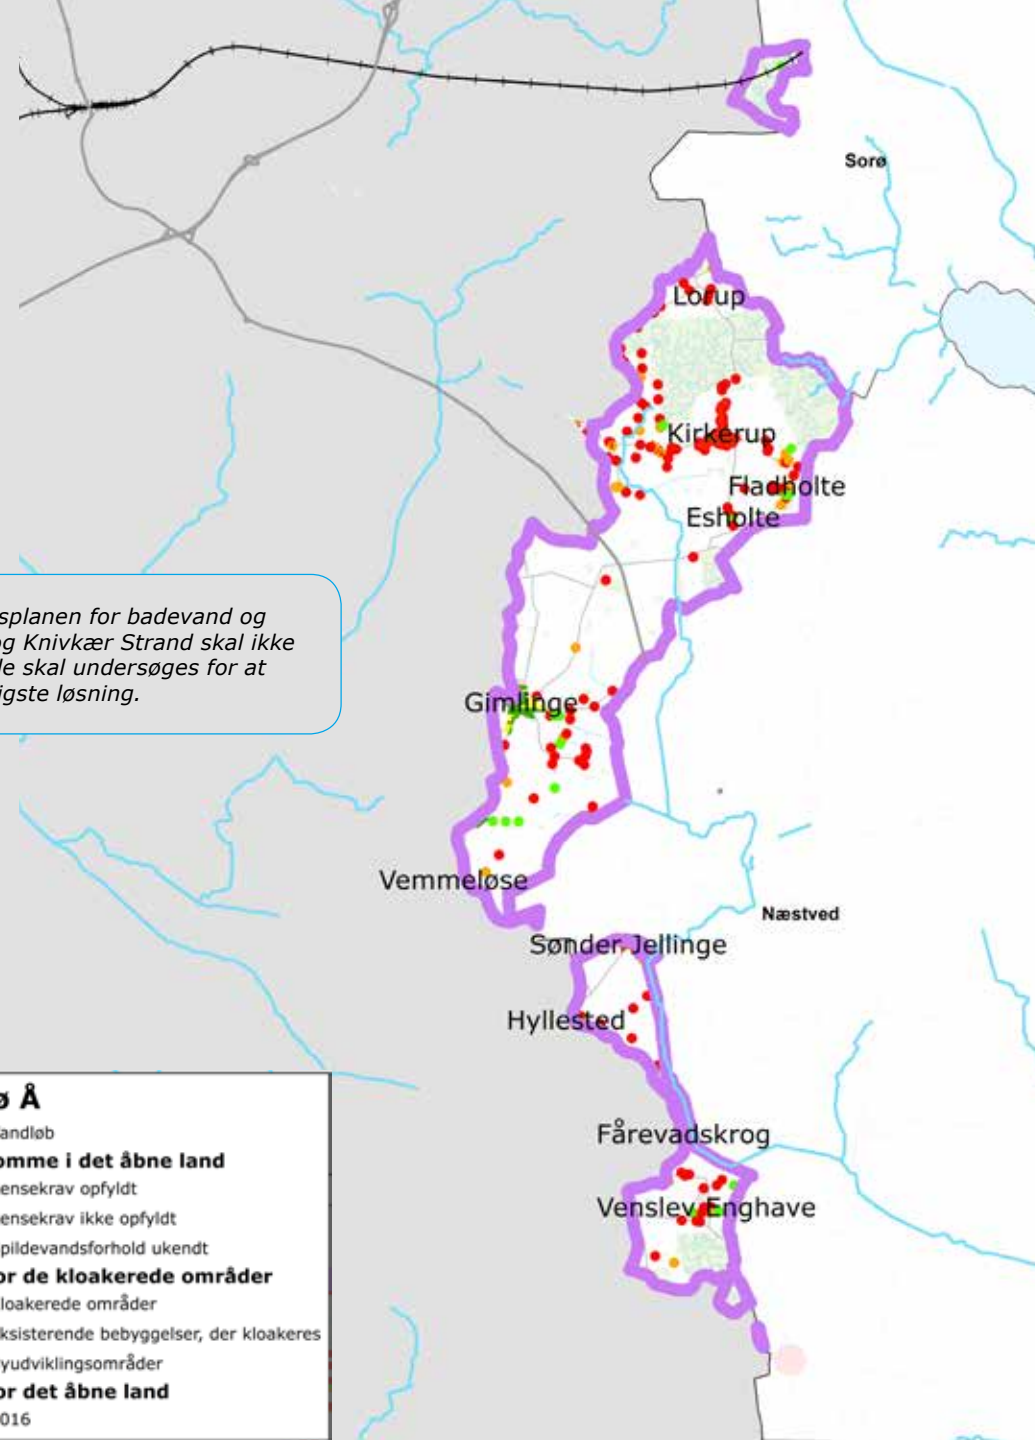 Sorø
Lorup
Kirkerup
Fladholte
Esholte
splanen for badevand og
og Knivkær Strand skal ikke
de skal undersøges for at
igste løsning.
Gimlinge
Vemmeløse
Næstved
Sønder Jellinge
Hyllested
Fårevadskrog
Venslev Enghave
ø Å
andløb
omme i det åbne land
ensekrav opfyldt
ensekrav ikke opfyldt
pildevandsforhold ukendt
or de kloakerede områder
loakerede områder
ksisterende bebyggelser, der kloakeres
yudviklingsområder
or det åbne land
016